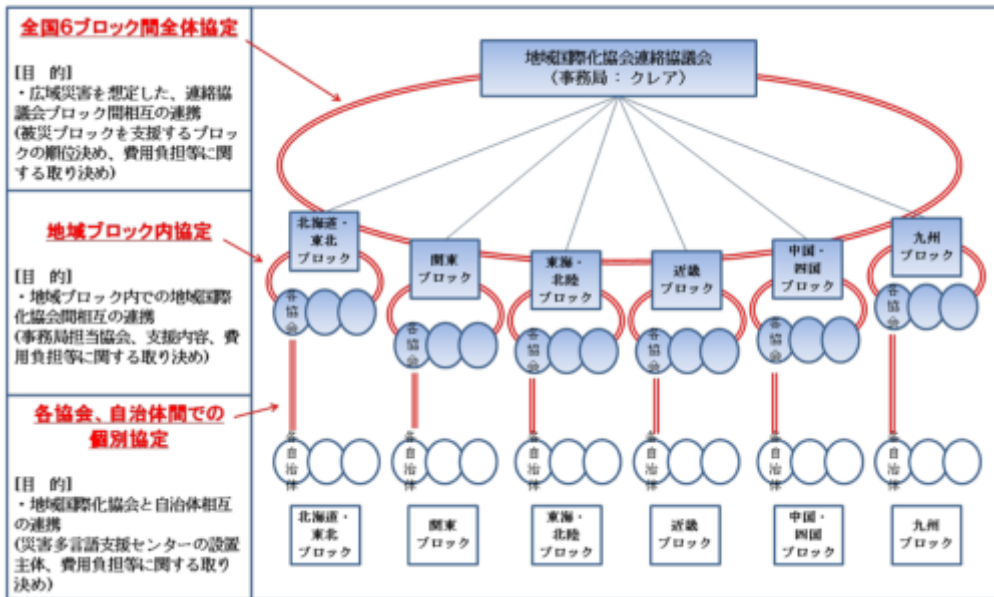 全国6ブロック間全体協定
[目　的]
・広域災害を想定した、連絡協
議会ブロック間相互の連携
(被災ブロックを支援するブロッ
クの順位決め、費用負担等に関
する取り決め)
地域ブロック内協定
[目　的]
・地域ブロック内での地域国際
化協会間相互の連携
(事務局担当協会、支援内容、費
用負担等に関する取り決め)
各協会、自治体間での
個別協定
[目　的]
・地域国際化協会と自治体相互
の連携
(災害多言語支援センターの設置
主体、費用負担等に関する取り
決め)
地域国際化協会連絡協議会
（事務局：クレア）
北海道・
東北
ブロック
関東
ブロック
東海・
北陸
ブロック
近畿
ブロック
中国・
四国
ブロック
九州
ブロック
各協会
各協会
各協会
各協会
各協会
各協会
各自治体
各自治体
各自治体
各自治体
各自治体
各自治体
北海道・
東北
ブロック
関東
ブロック
東海・
北陸
ブロック
近畿
ブロック
中国・
四国
ブロック
九州
ブロック